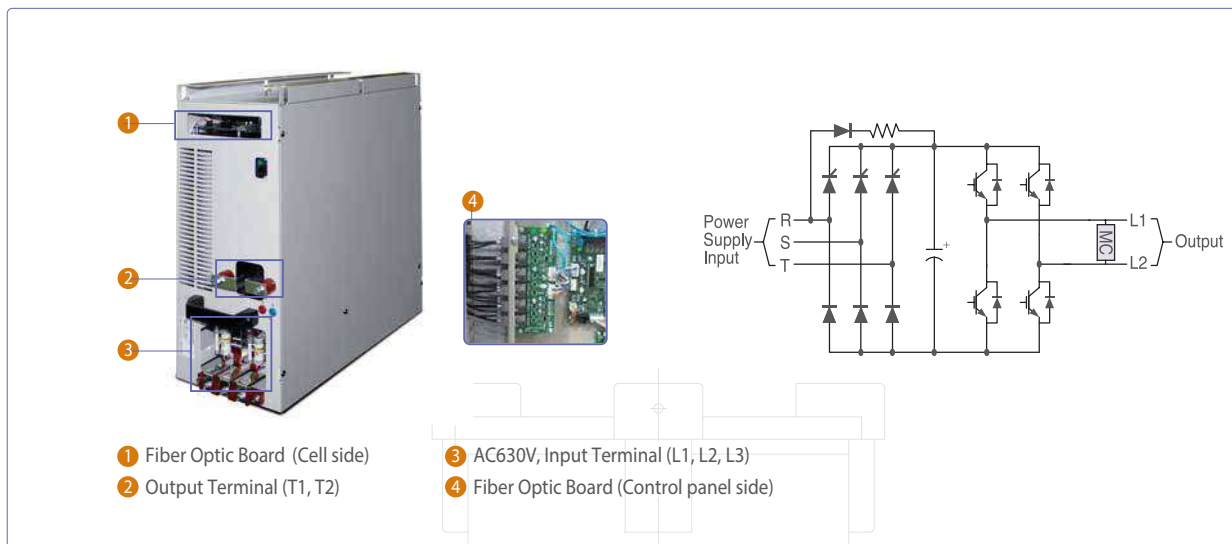 1
2
3
4
Power
Supply
Input
R
S
T
+
MC
L1
L2
Output
1 Fiber Optic Board (Cell side)
2 Output Terminal (T1, T2)
3 AC630V, Input Terminal (L1, L2, L3)
4 Fiber Optic Board (Control panel side)